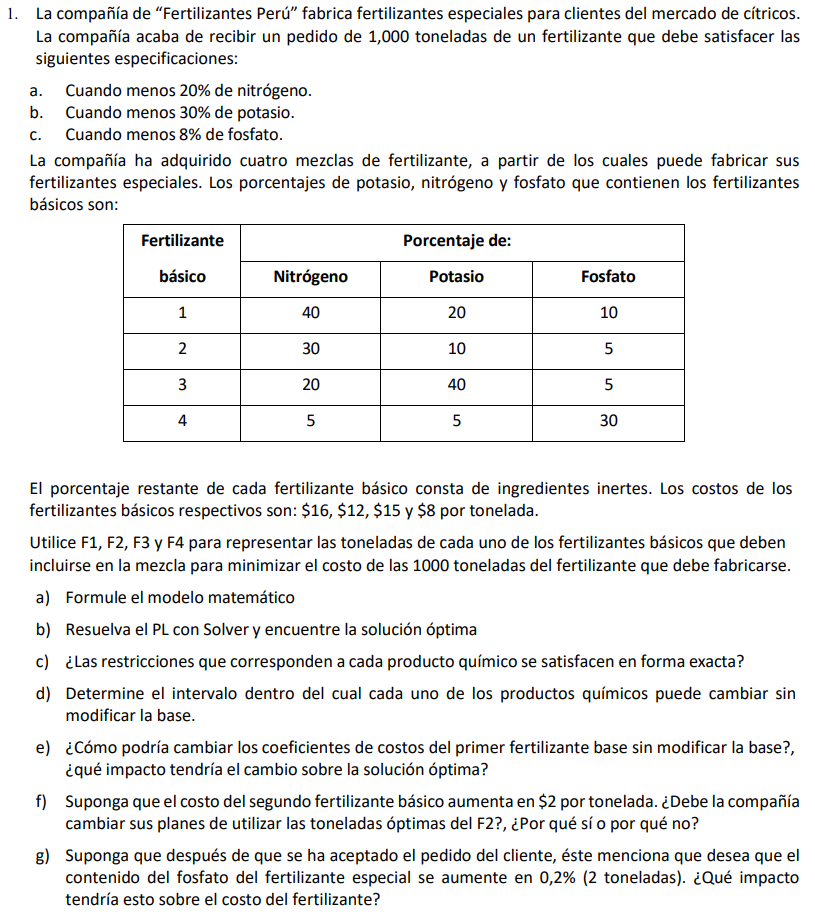 1. La compañía de “Fertilizantes Perú” fabrica fertilizantes especiales para clientes del mercado de cítricos.
La compañía acaba de recibir un pedido de 1,000 toneladas de un fertilizante que debe satisfacer las
siguientes especificaciones:
a. Cuando menos 20% de nitrógeno.
b. Cuando menos 30% de potasio.
c. Cuando menos 8% de fosfato.
La compañía ha adquirido cuatro mezclas de fertilizante, a partir de los cuales puede fabricar sus
fertilizantes especiales. Los porcentajes de potasio, nitrógeno y fosfato que contienen los fertilizantes
básicos son:
Fertilizante Porcentaje de:
básico Nitrógeno Potasio Fosfato
1 40 20 10
2 30 10 5
3 20 40 5
4 5 5 30
El porcentaje restante de cada fertilizante básico consta de ingredientes inertes. Los costos de los
fertilizantes básicos respectivos son: $16, $12, $15 y $8 por tonelada.
Utilice F1, F2, F3 y F4 para representar las toneladas de cada uno de los fertilizantes básicos que deben
incluirse en la mezcla para minimizar el costo de las 1000 toneladas del fertilizante que debe fabricarse.
a) Formule el modelo matemático
b) Resuelva el PL con Solver y encuentre la solución óptima
c) ¿Las restricciones que corresponden a cada producto químico se satisfacen en forma exacta?
d) Determine el intervalo dentro del cual cada uno de los productos químicos puede cambiar sin
modificar la base.
e) ¿Cómo podría cambiar los coeficientes de costos del primer fertilizante base sin modificar la base?,
¿qué impacto tendría el cambio sobre la solución óptima?
f) Suponga que el costo del segundo fertilizante básico aumenta en $2 por tonelada. ¿Debe la compañía
cambiar sus planes de utilizar las toneladas óptimas del F2?, ¿Por qué sí o por qué no?
g) Suponga que después de que se ha aceptado el pedido del cliente, éste menciona que desea que el
contenido del fosfato del fertilizante especial se aumente en 0,2% (2 toneladas). ¿Qué impacto
tendría esto sobre el costo del fertilizante?